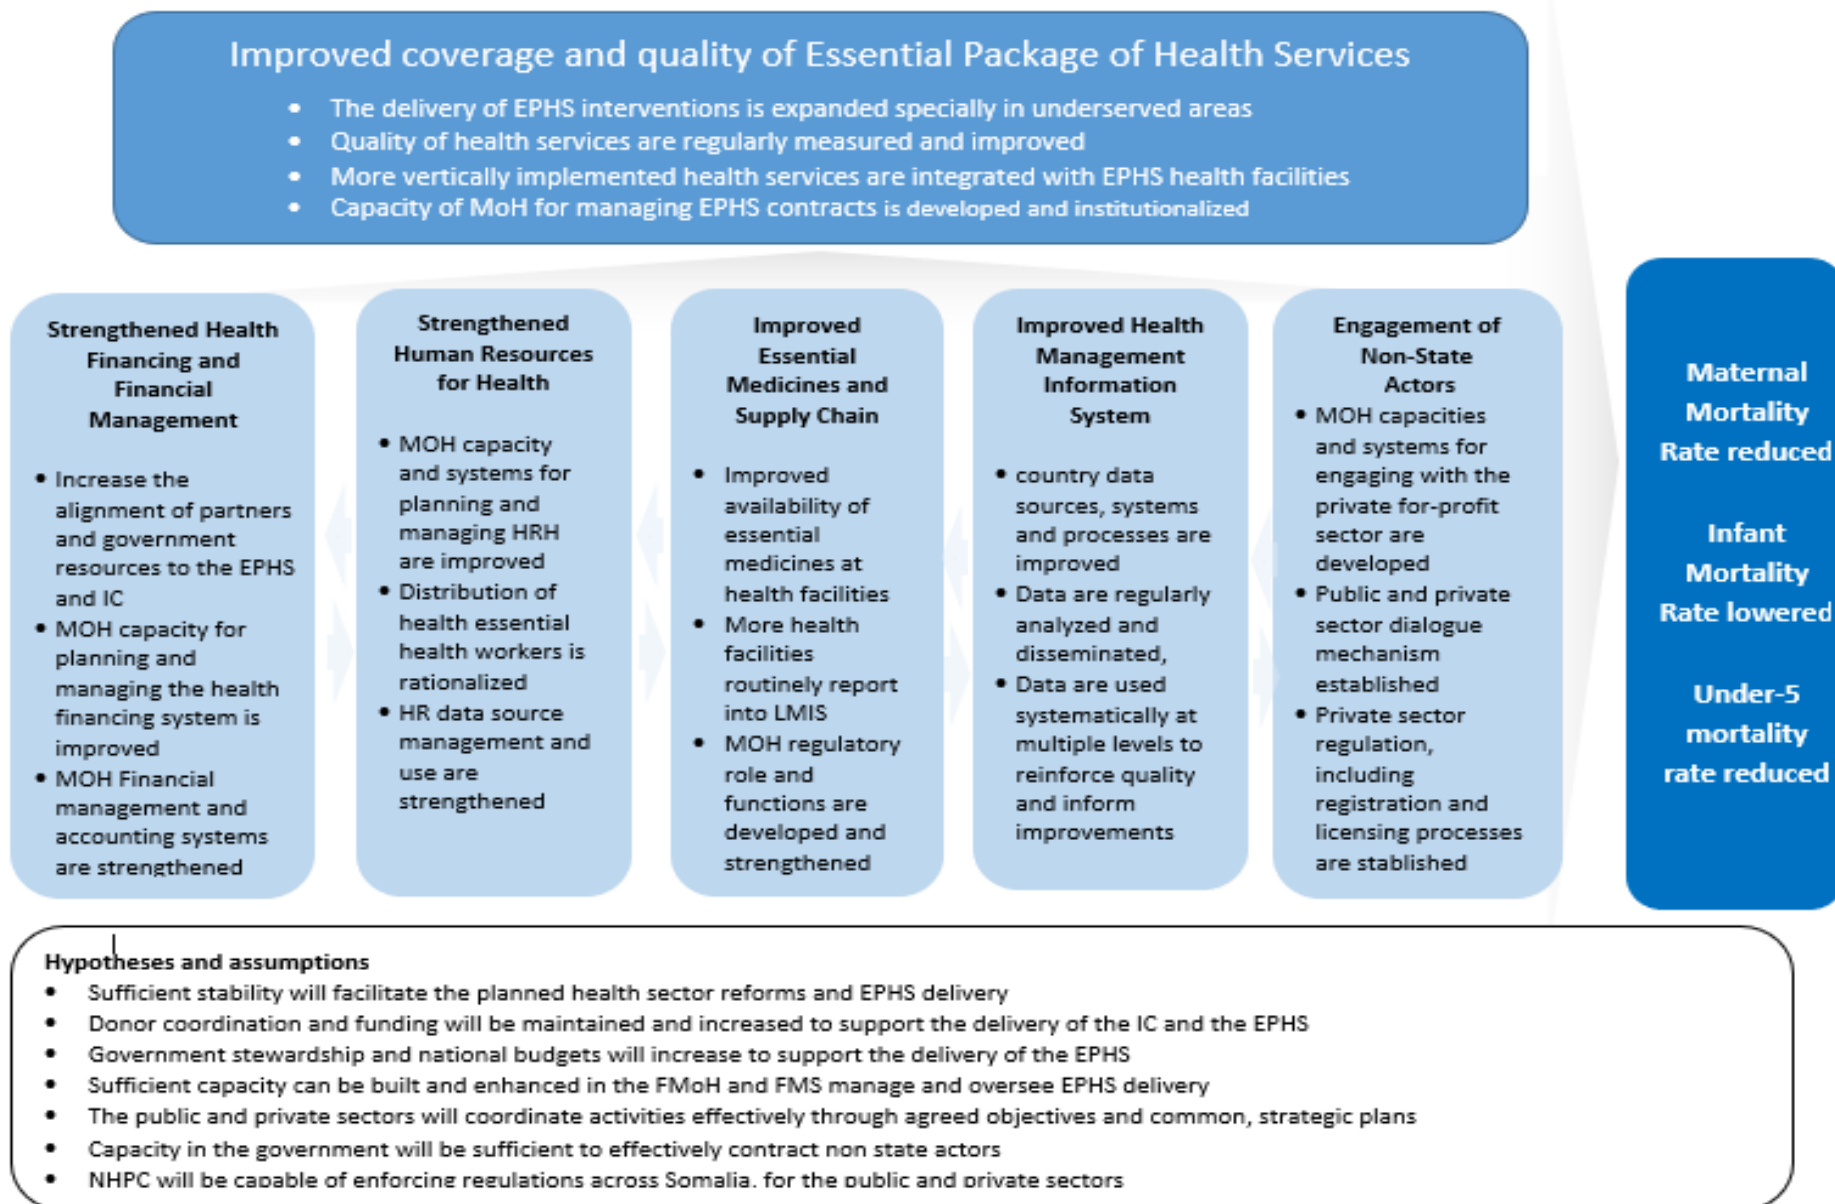 Improved coverage and quality of Essential Package of Health Services
• The delivery of EPHS interventions is expanded specially in underserved areas
• Quality of health services are regularly measured and improved
• More vertically implemented health services are integrated with EPHS health facilities
• Capacity of MoH for managing EPHS contracts is developed and institutionalized
Strengthened Health
Financing and
Financial
Management
• Increase the
alignment of partners
and government
resources to the EPHS
and IC
• MOH capacity for
planning and
managing the health
financing system is
improved
• MOH Financial
management and
accounting systems
are strengthened
Strengthened
Human Resources
for Health
• MOH capacity
and systems for
planning and
managing HRH
are improved
• Distribution of
health essential
health workers is
rationalized
• HR data source
management and
use are
strengthened
Improved
Essential
Medicines and
Supply Chain
• Improved
availability of
essential
medicines at
health facilities
• More health
facilities
routinely report
into LMIS
• MOH regulatory
role and
functions are
developed and
strengthened
Improved Health
Management
Information
System
• country data
sources, systems
and processes are
improved
• Data are regularly
analyzed and
disseminated,
• Data are used
systematically at
multiple levels to
reinforce quality
and inform
improvements
Engagement of
Non-State
Actors
• MOH capacities
and systems for
engaging with the
private for-profit
sector are
developed
• Public and private
sector dialogue
mechanism
established
• Private sector
regulation,
including
registration and
licensing processes
are stablished
Maternal
Mortality
Rate reduced
Infant
Mortality
Rate lowered
Under-5
mortality
rate reduced
Hypotheses and assumptions
• Sufficient stability will facilitate the planned health sector reforms and EPHS delivery
• Donor coordination and funding will be maintained and increased to support the delivery of the IC and the EPHS
• Government stewardship and national budgets will increase to support the delivery of the EPHS
• Sufficient capacity can be built and enhanced in the FMoH and FMS manage and oversee EPHS delivery
• The public and private sectors will coordinate activities effectively through agreed objectives and common, strategic plans
• Capacity in the government will be sufficient to effectively contract non state actors
• NHPC will be capable of enforcing regulations across Somalia, for the public and private sectors